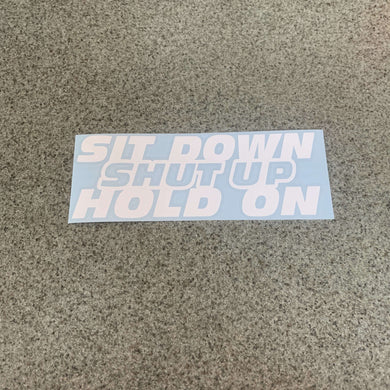 SIT DOWN
SHUT UP
HOLD ON